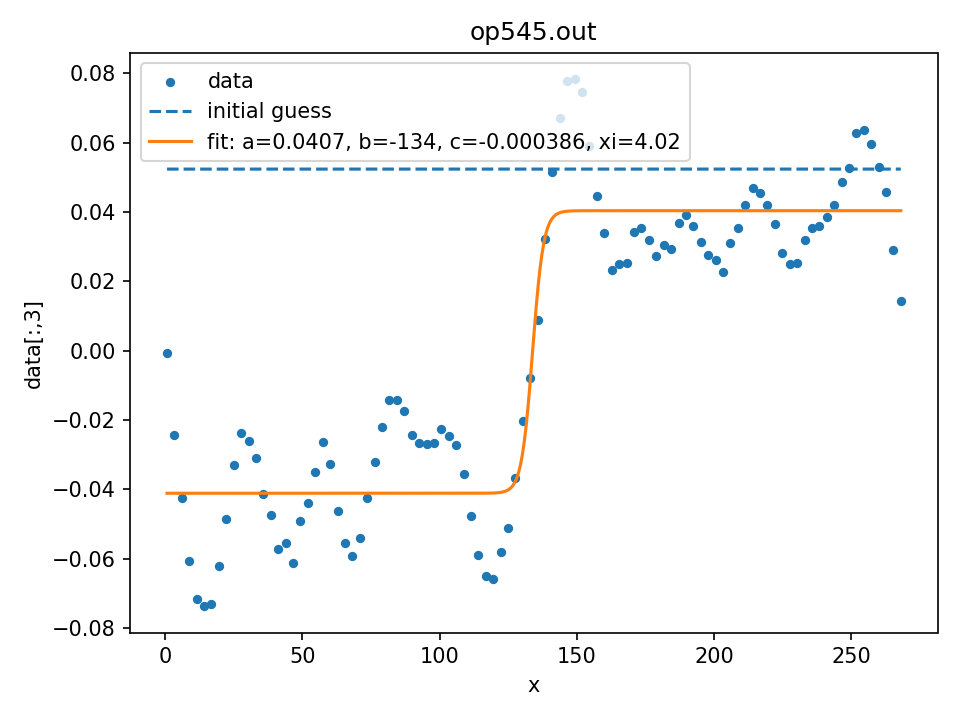 op545.out
data
initial guess
fit: a=0.0407, b=-134, c=-0.000386, xi=4.02
0.08
0.06
0.04
0.02
0.00
−0.02
−0.04
−0.06
−0.08
data[:,3]
0 50 100 150 200 250
x